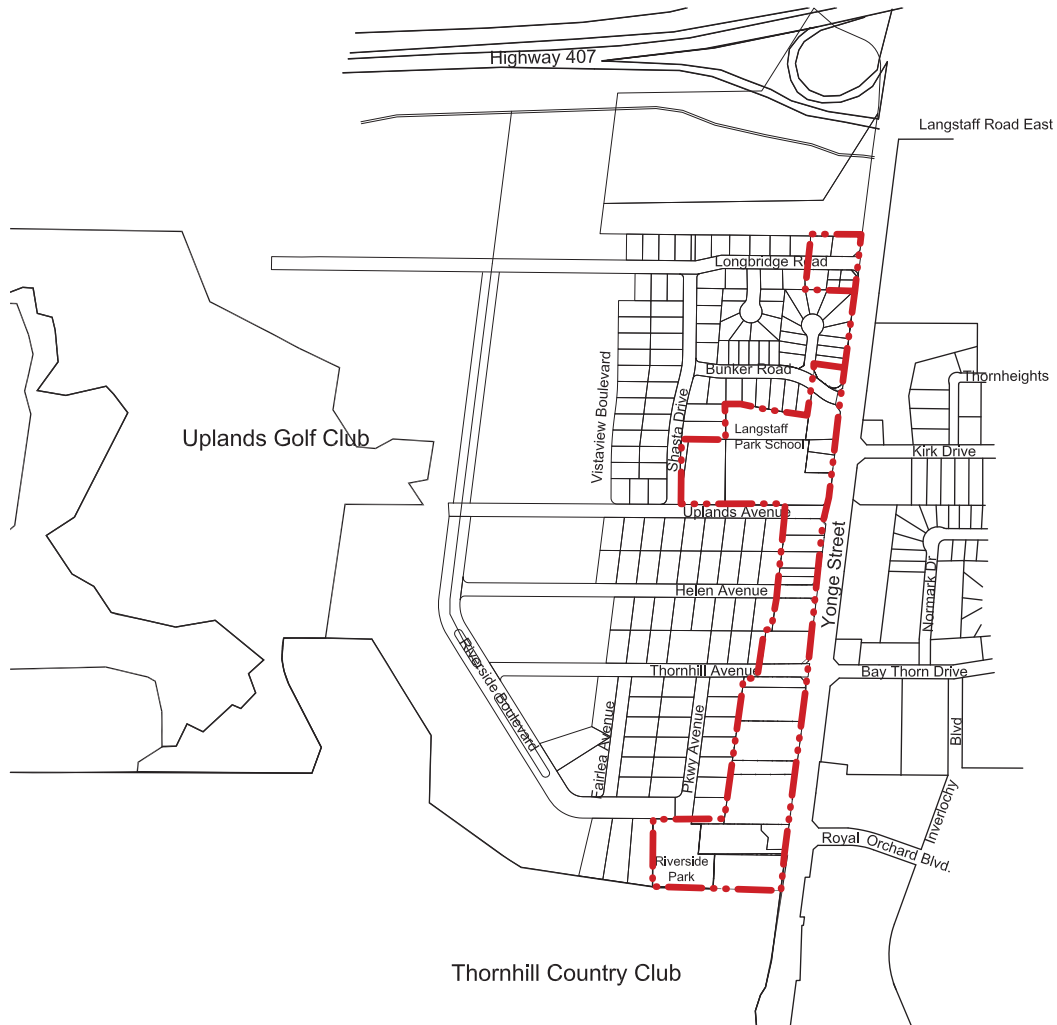 Highway 407
Langstaff Road East
Longbridge Road
Bunker Road
Thornheights
Vistaview Boulevard
Shasta Drive
Langstaff
Park School
Uplands Golf Club
Kirk Drive
Uplands Avenue
Yonge Street
Normark Dr
Helen Avenue
Thornhill Avenue
Bay Thorn Drive
Riverside Boulevard
Fairlea Avenue
Pkwy Avenue
Blvd
Inverlochy
Royal Orchard Blvd.
Riverside
Park
Thornhill Country Club